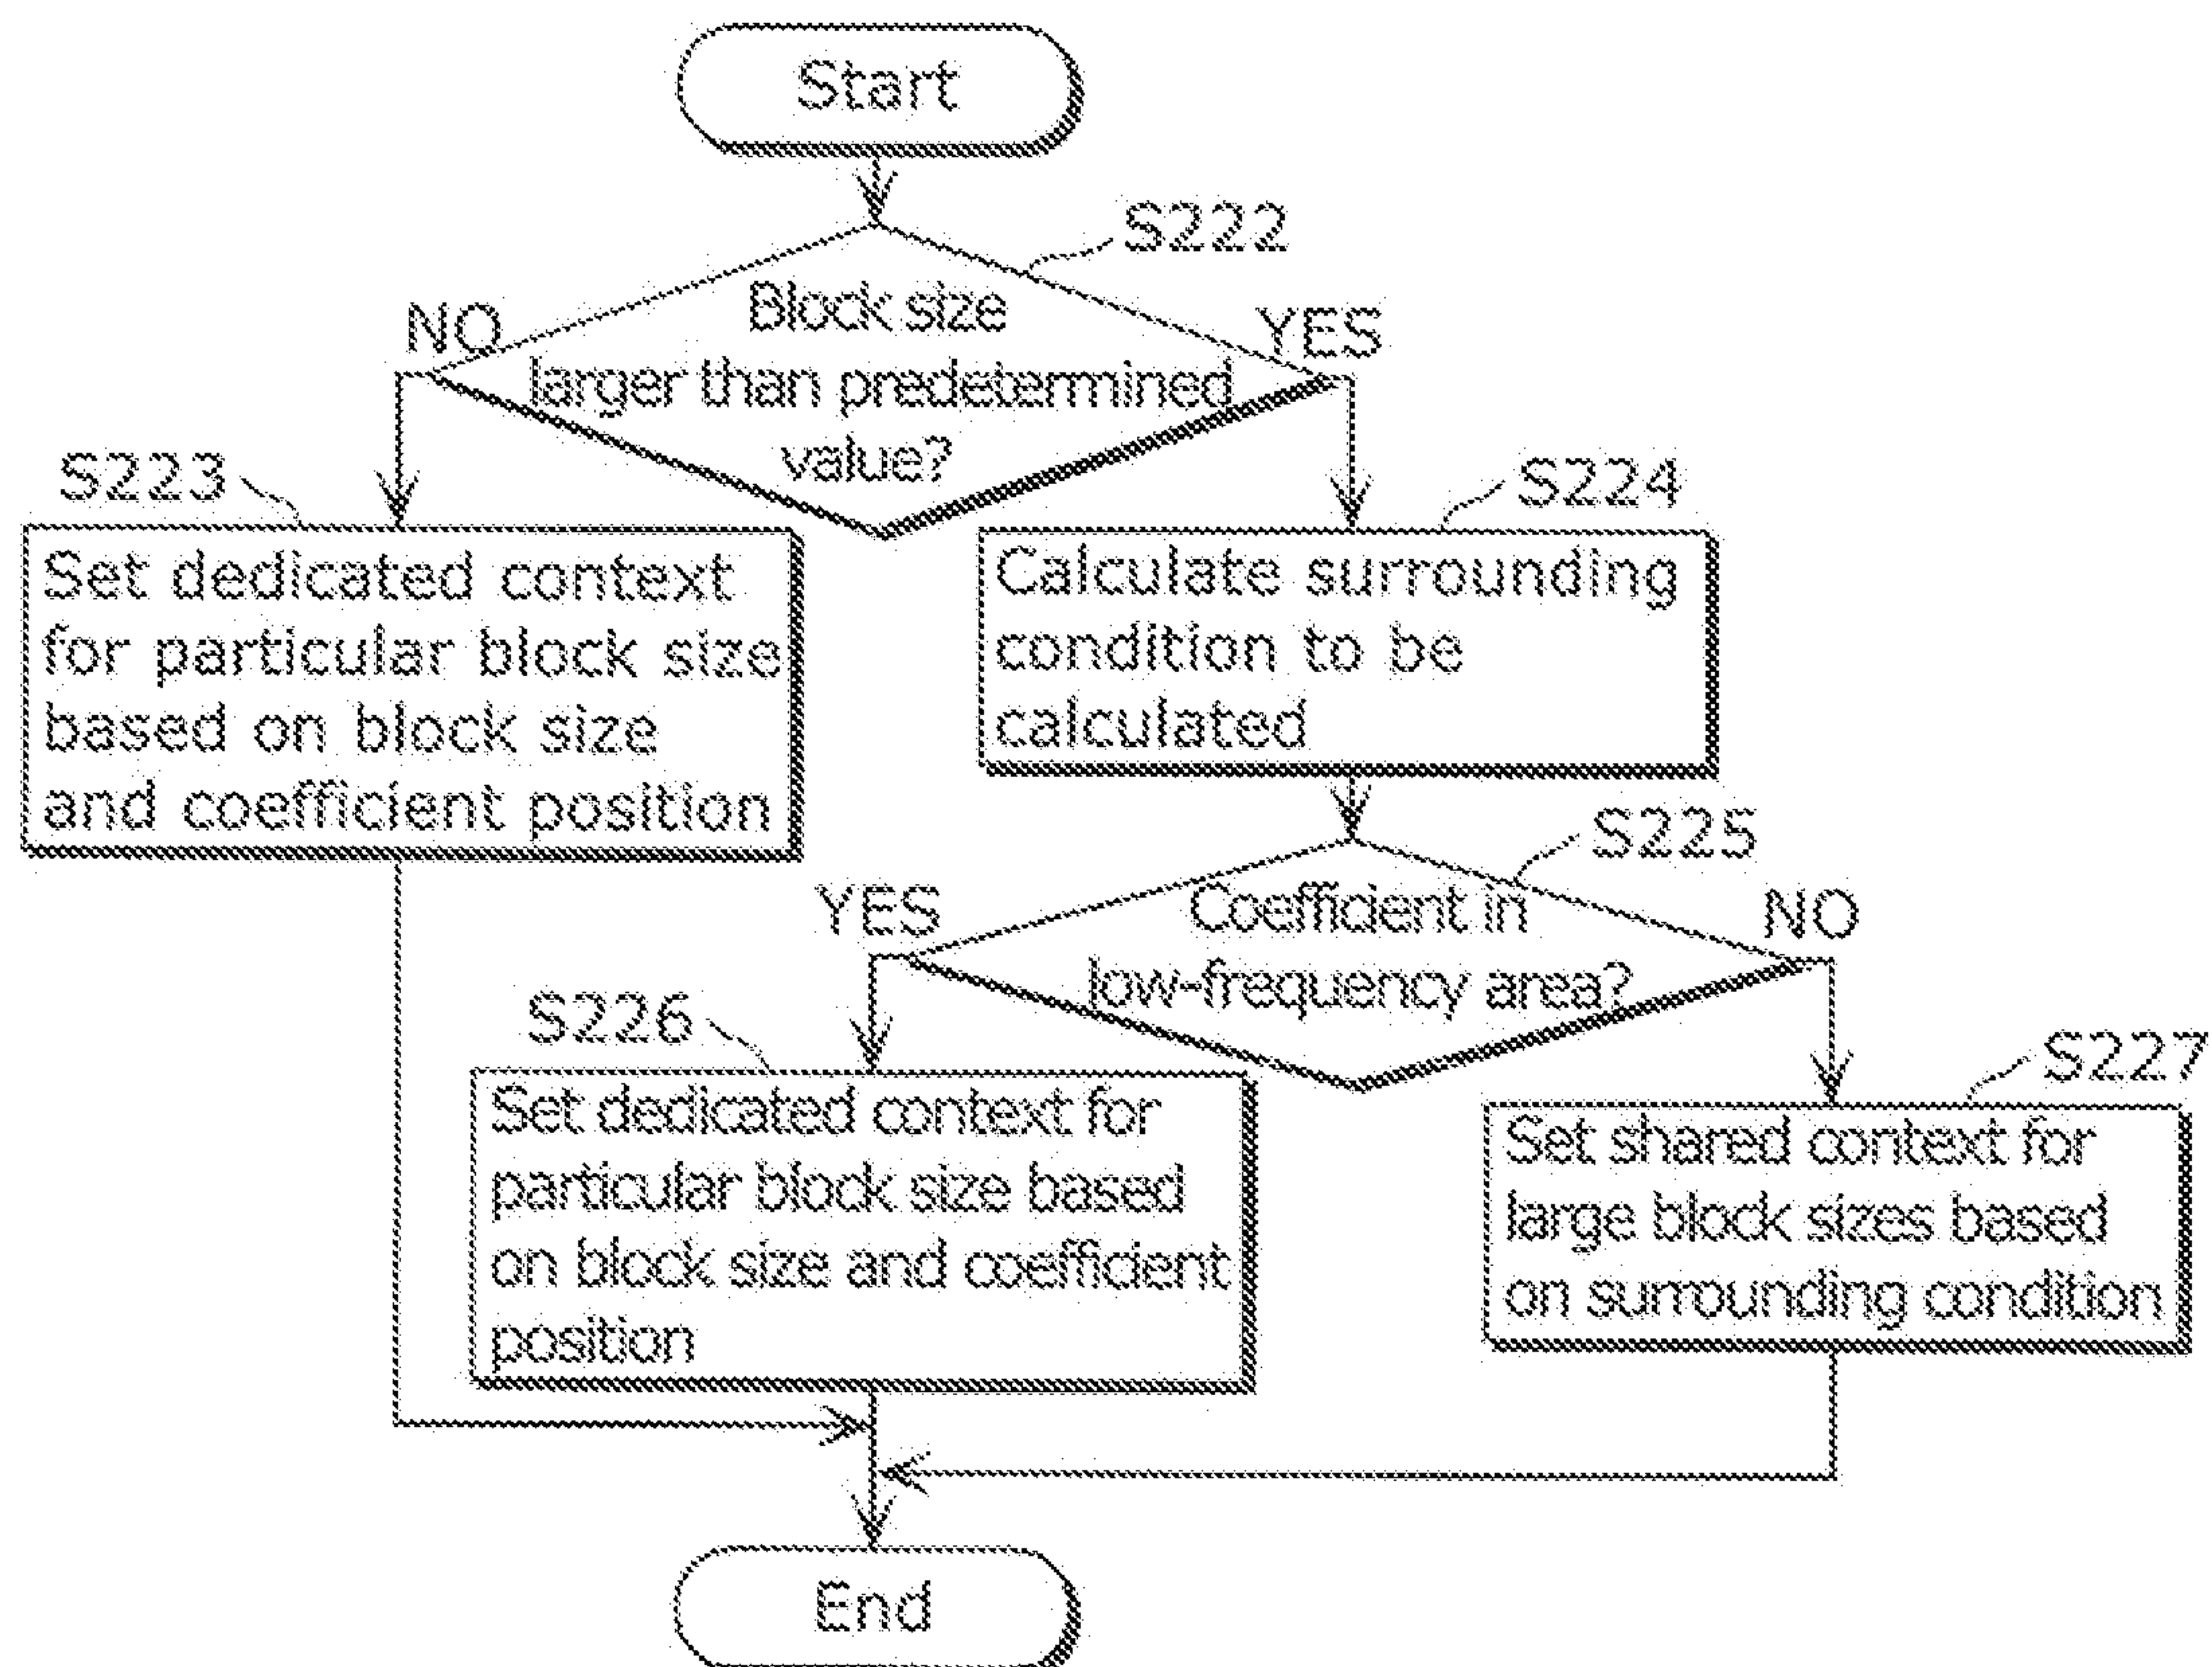 Start
S222
Block size
larger than predetermined
value?
NO
YES
S223
Set dedicated context
for particular block size
based on block size
and coefficient position
S224
Calculate surrounding
condition to be
calculated
S225
Coefficient in
low-frequency area?
YES
NO
S226
Set dedicated context for
particular block size based
on block size and coefficient
position
S227
Set shared context for
large block sizes based
on surrounding condition
End